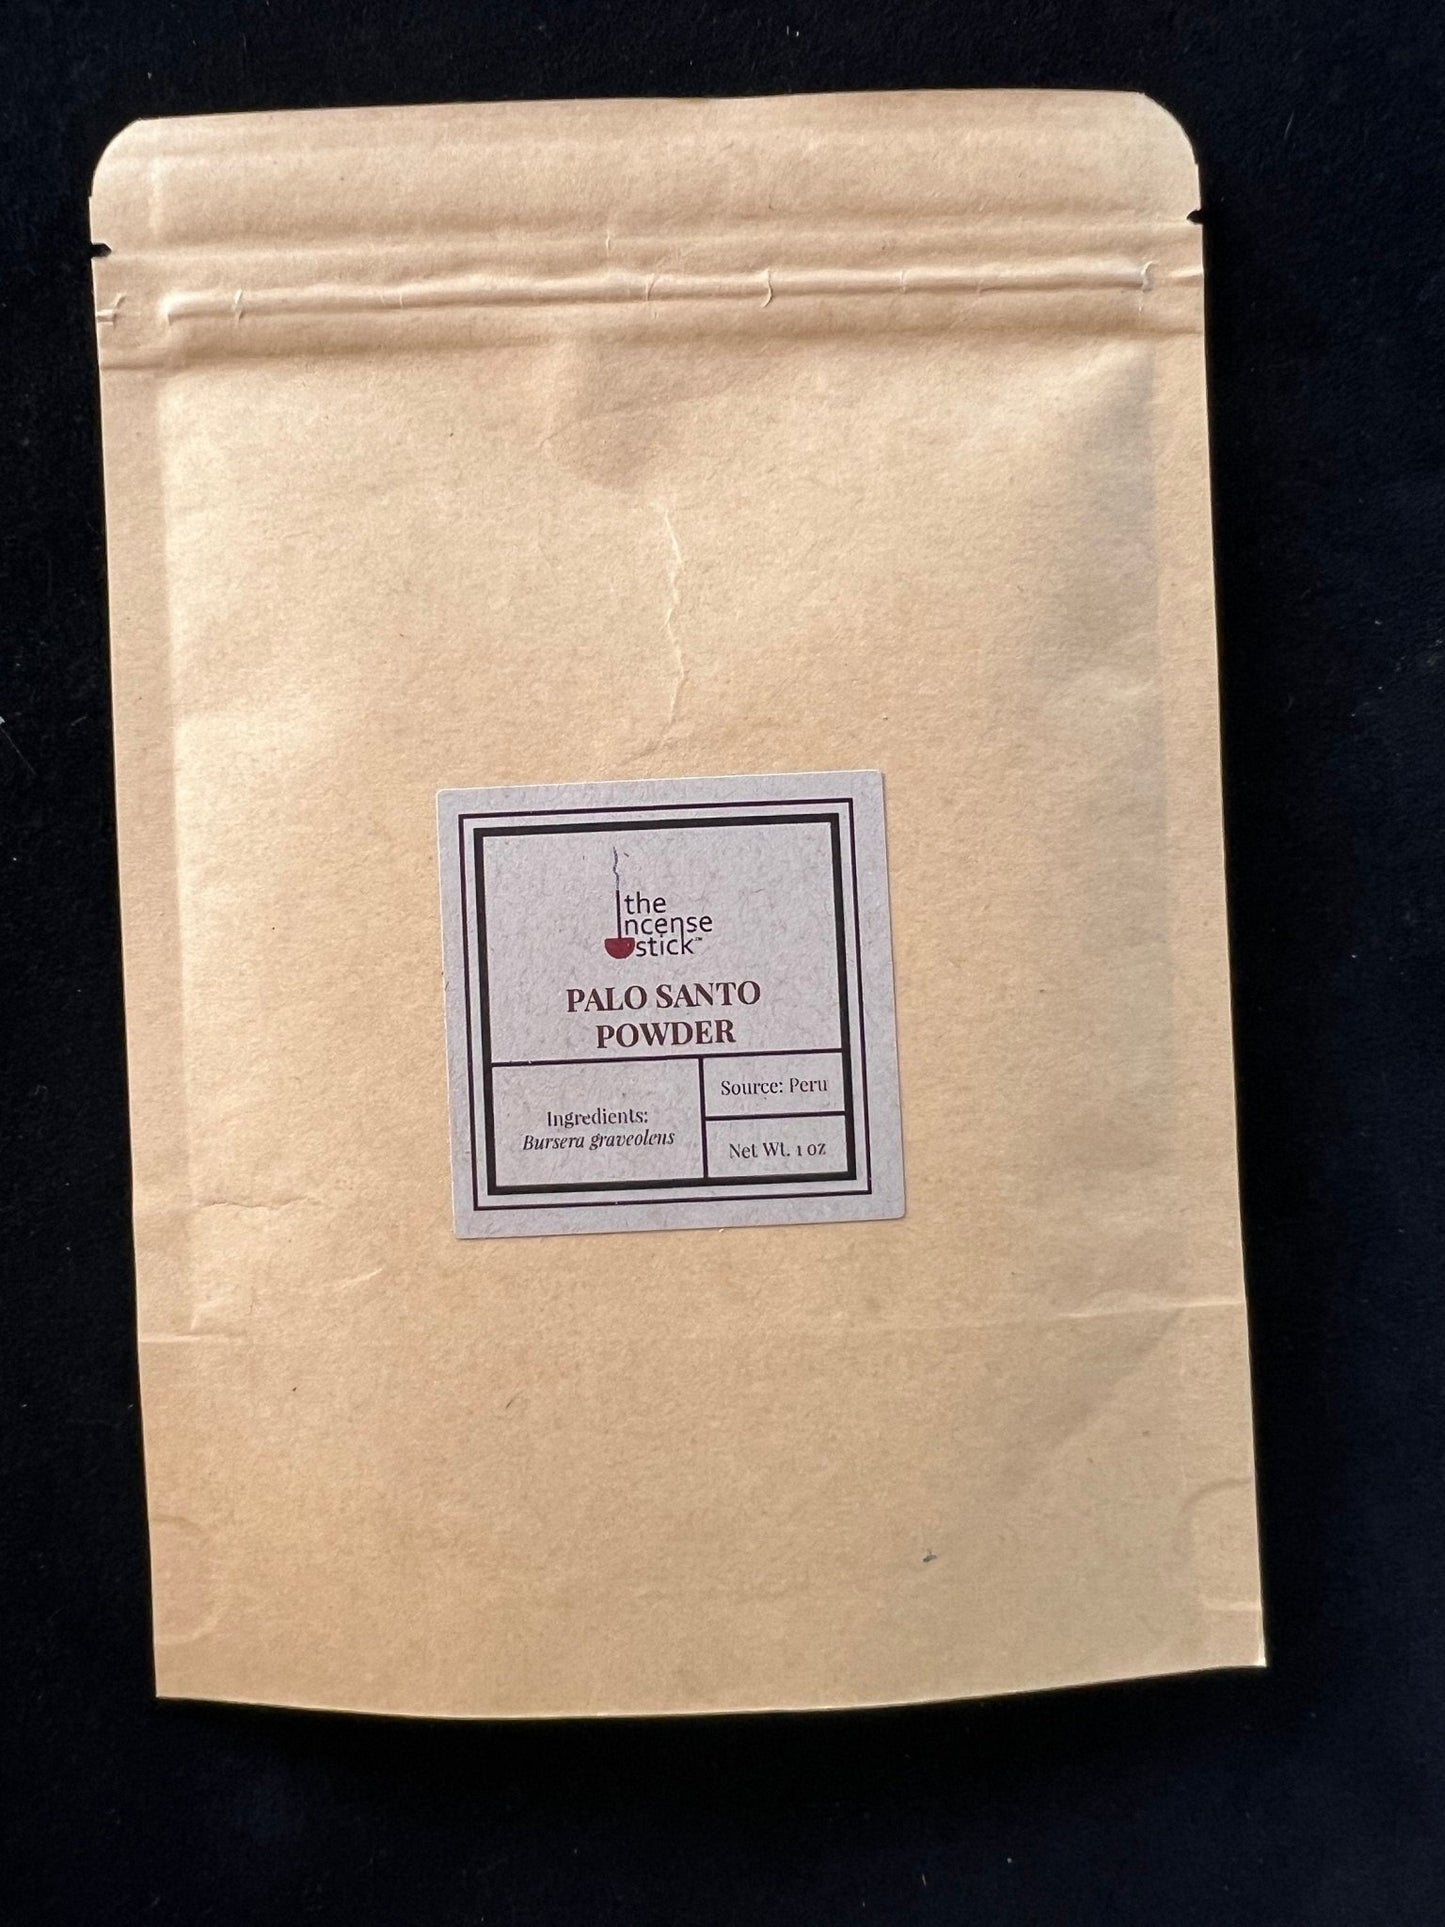 the
incense
stick™
PALO SANTO
POWDER
Ingredients:
Bursera graveolens
Source: Peru
Net Wt. 1 oz